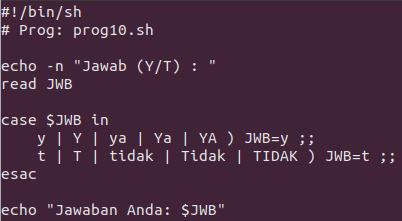 #!/bin/sh
# Prog: prog10.sh
echo -n "Jawab (Y/T) : "
read JWB
case $JWB in
    y | Y | ya | Ya | YA ) JWB=y ;;
    t | T | tidak | Tidak | TIDAK ) JWB=t ;;
esac
echo "Jawaban Anda: $JWB"